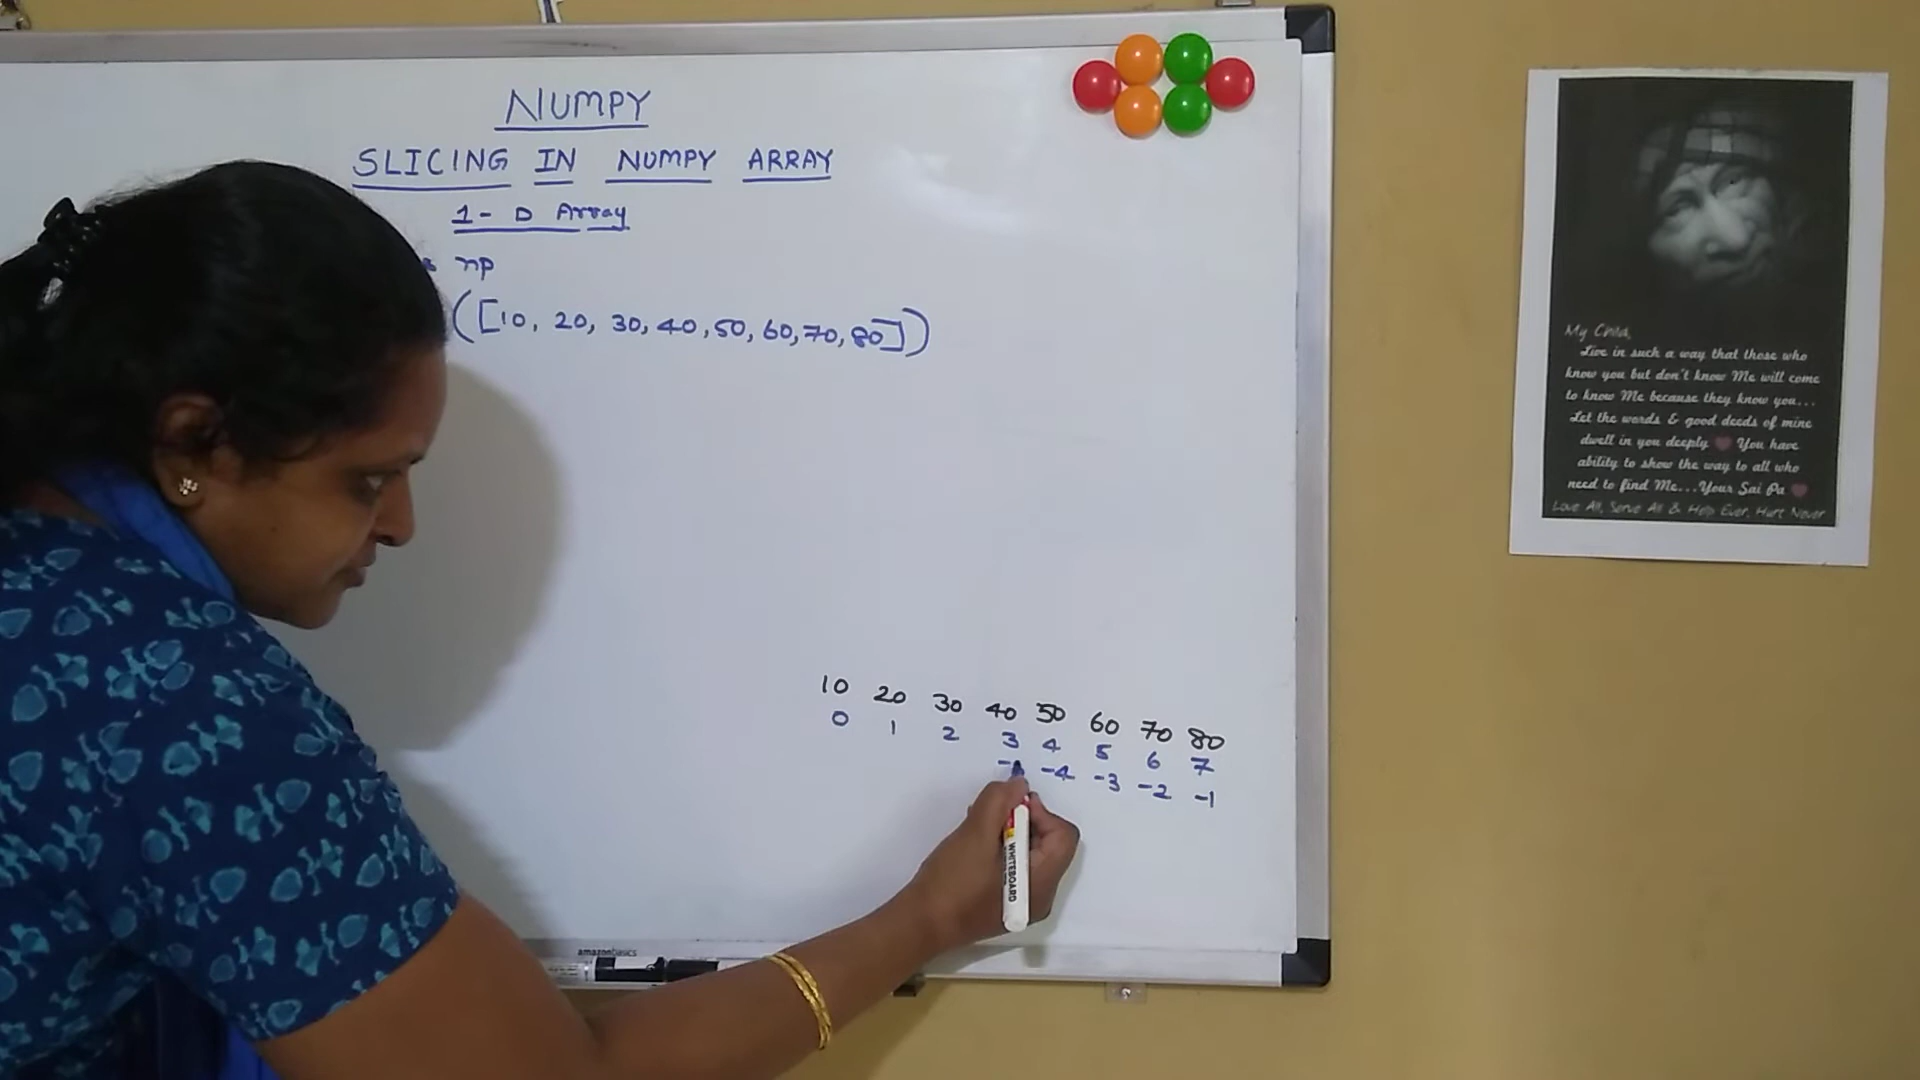 NUMPY
SLICING IN NUMPY ARRAY
1-D Array
np
([10, 20, 30, 40, 50, 60, 70, 80])
10 20 30 40 50 60 70 80
0 1 2 3 4 5 6 7
-4 -3 -2 -1
WHITEBOARD
amazonbasics
My Child,
Live in such a way that those who
know you but don't know Me will come
to know Me because they know you...
Let the words & good deeds of mine
dwell in you deeply ❤ You have
ability to show the way to all who
need to find Me...Your Sai Pa ❤
Love All, Serve All & Help Ever, Hurt Never